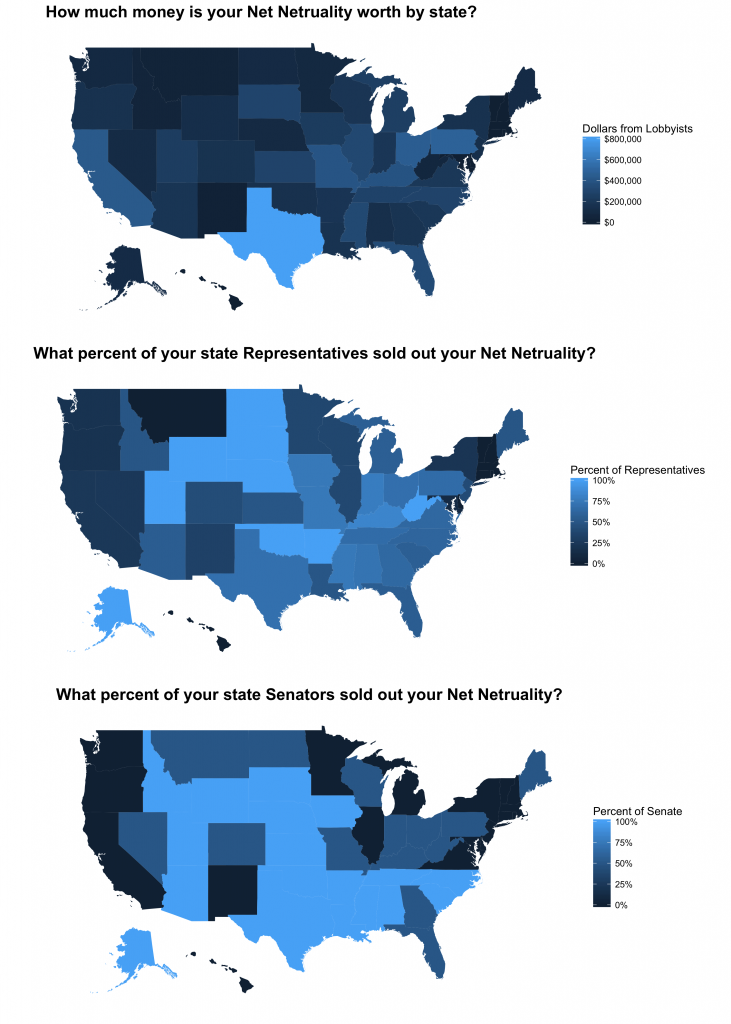 How much money is your Net Netruality worth by state?
Dollars from Lobbyists
$800,000
$600,000
$400,000
$200,000
$0
What percent of your state Representatives sold out your Net Netruality?
Percent of Representatives
100%
75%
50%
25%
0%
What percent of your state Senators sold out your Net Netruality?
Percent of Senate
100%
75%
50%
25%
0%